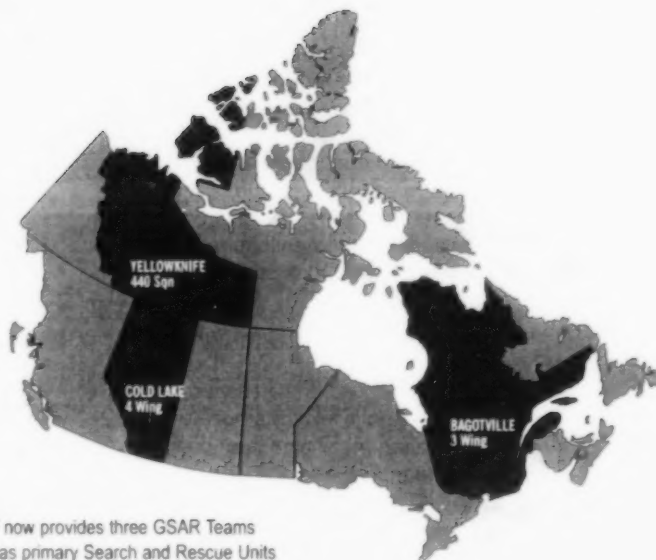 YELLOWKNIFE
440 Sqn
COLD LAKE
4 Wing
BAGOTVILLE
3 Wing
now provides three GSAR Teams
as primary Search and Rescue Units